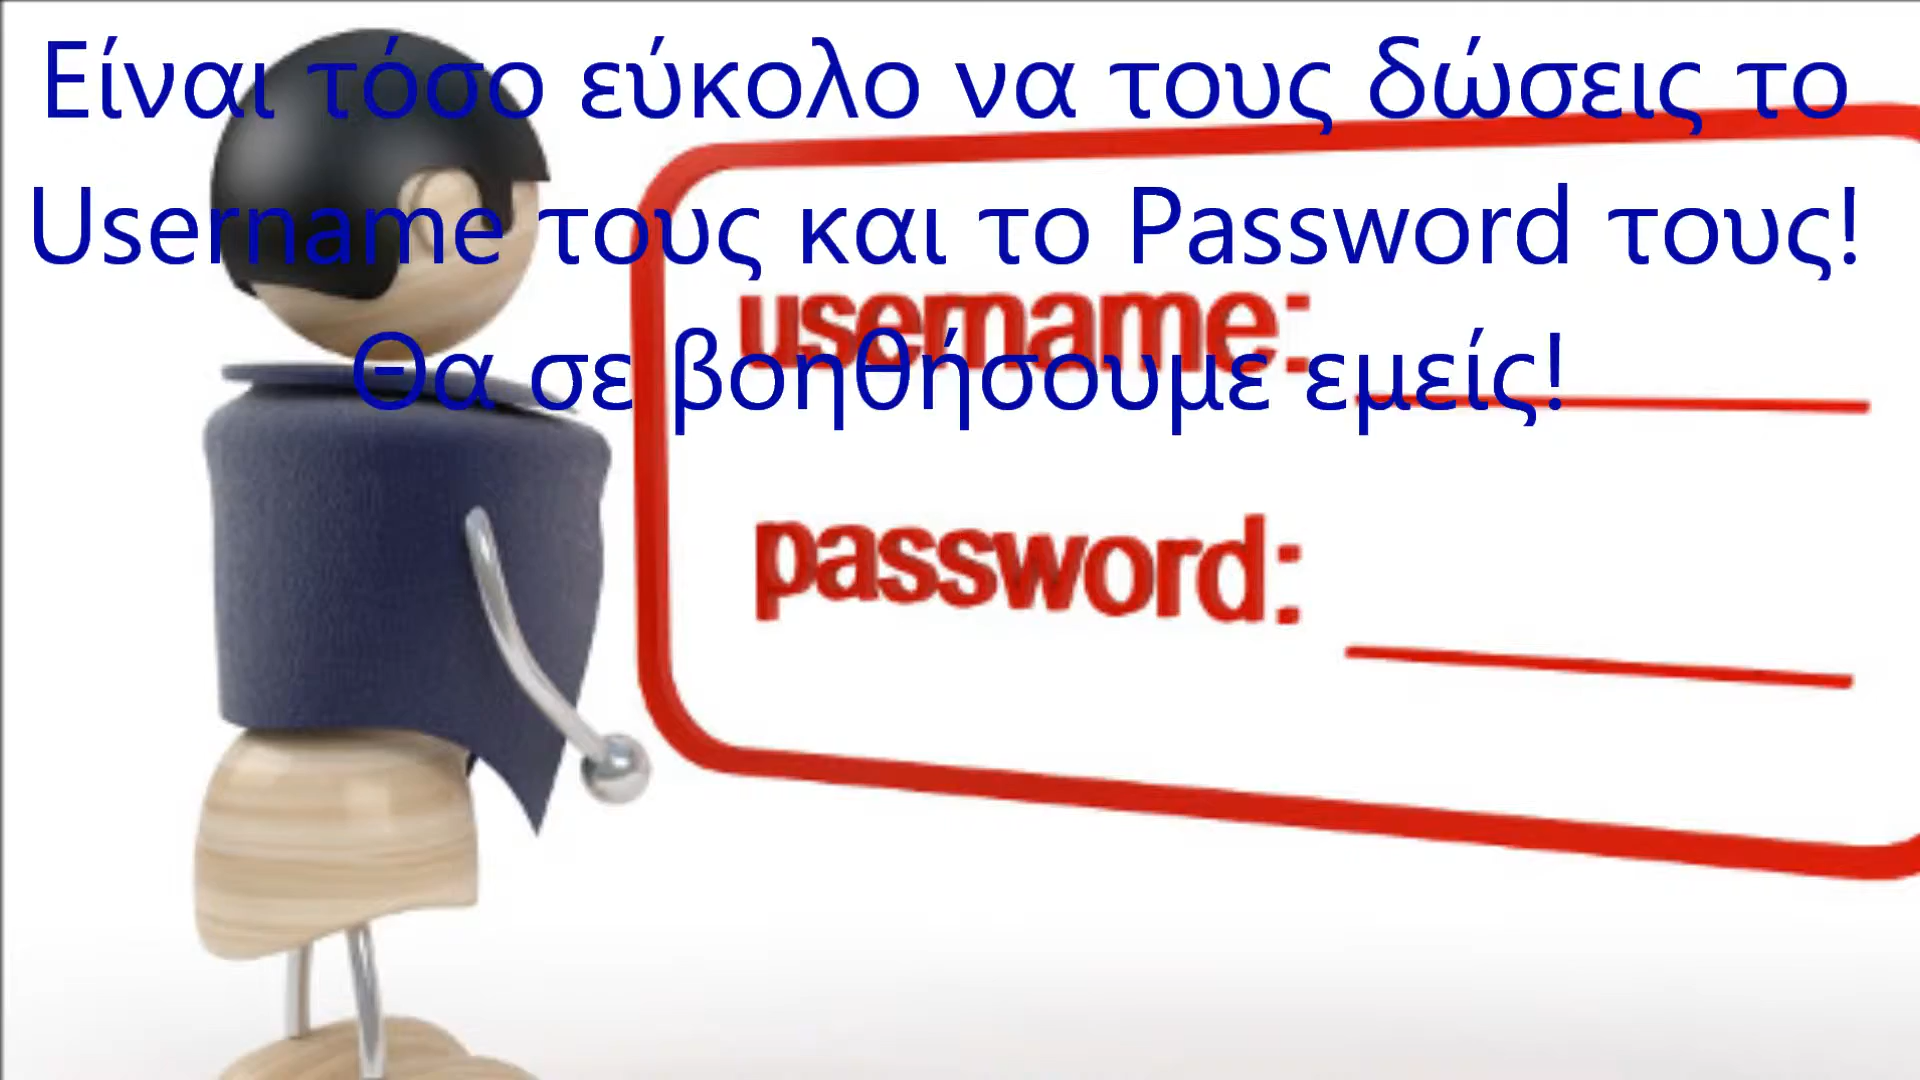 Είναι τόσο εύκολο να τους δώσεις το
Username τους και το Password τους!
Θα σε βοηθήσουμε εμείς!
username:
password: